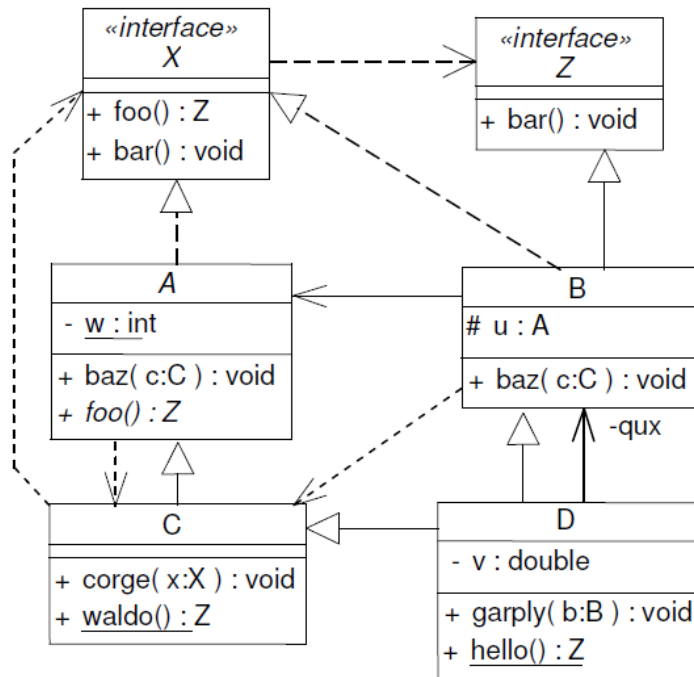 «interface»
X
+ foo() : Z
+ bar() : void
«interface»
Z
+ bar() : void
A
- w : int
+ baz( c:C ) : void
+ foo() : Z
B
# u : A
+ baz( c:C ) : void
-qux
C
+ corge( x:X ) : void
+ waldo() : Z
D
- v : double
+ garply( b:B ) : void
+ hello() : Z